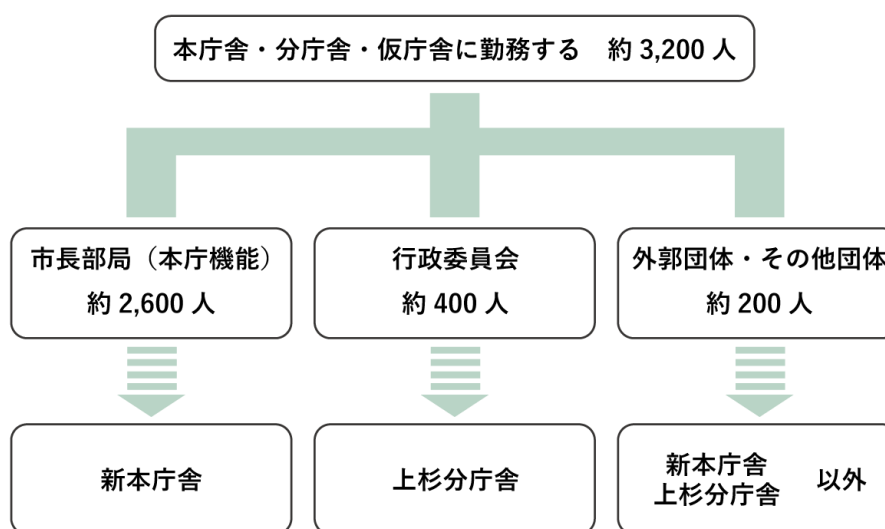 本庁舎・分庁舎・仮庁舎に勤務する 約 3,200 人
市長部局（本庁機能）
約 2,600 人
行政委員会
約 400 人
外郭団体・その他団体
約 200 人
新本庁舎
上杉分庁舎
新本庁舎
上杉分庁舎
以外